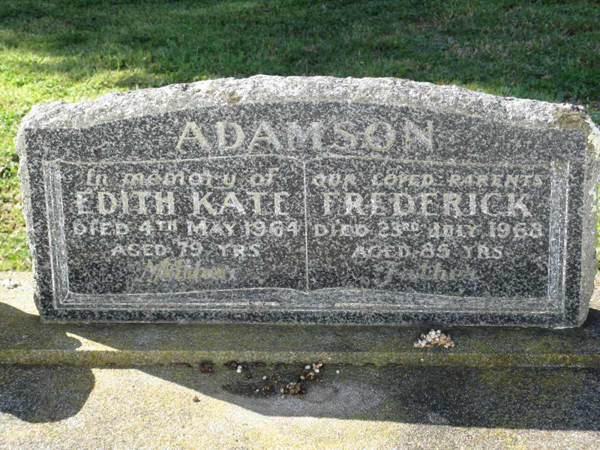 ADAMSON
In memory of OUR LOVED PARENTS
EDITH KATE FREDERICK
DIED 4TH MAY 1964 DIED 23RD JULY 1968
AGED 79 YRS AGED 85 YRS
Mother Father